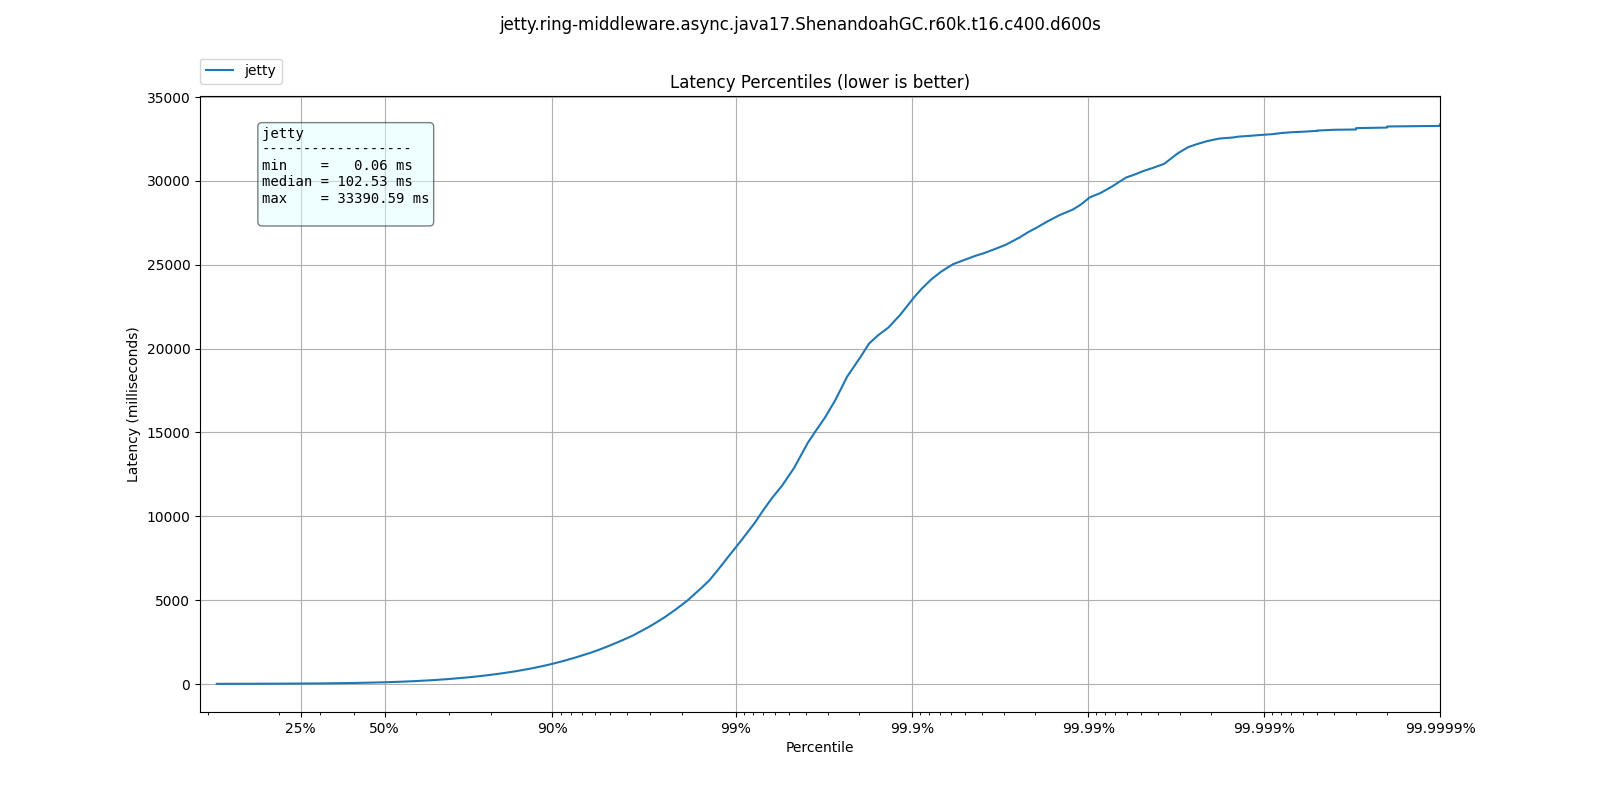 jetty.ring-middleware.async.java17.ShenandoahGC.r60k.t16.c400.d600s
jetty
Latency Percentiles (lower is better)
35000
30000
25000
20000
15000
10000
5000
0
Latency (milliseconds)
jetty
------------------
min    =   0.06 ms
median = 102.53 ms
max    = 33390.59 ms
25% 50% 90% 99% 99.9% 99.99% 99.999% 99.9999%
Percentile